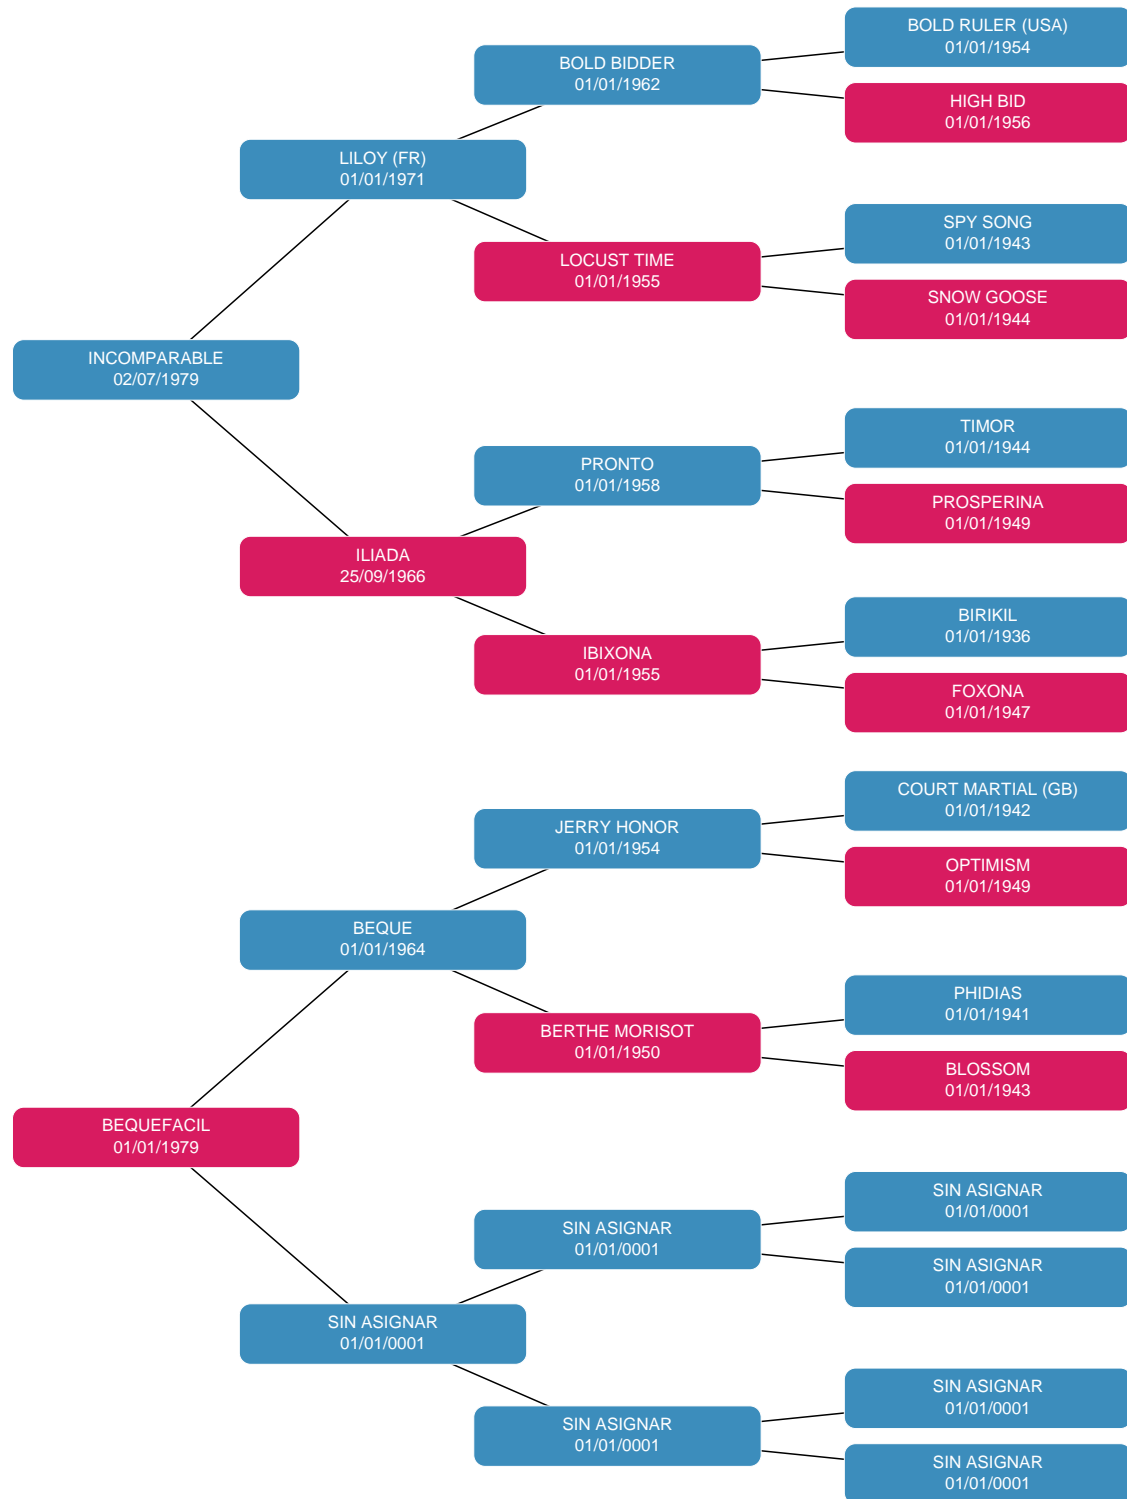 BOLD RULER (USA)
01/01/1954
BOLD BIDDER
01/01/1962
HIGH BID
01/01/1956
LILOY (FR)
01/01/1971
SPY SONG
01/01/1943
LOCUST TIME
01/01/1955
SNOW GOOSE
01/01/1944
INCOMPARABLE
02/07/1979
TIMOR
01/01/1944
PRONTO
01/01/1958
PROSPERINA
01/01/1949
ILIADA
25/09/1966
BIRIKIL
01/01/1936
IBIXONA
01/01/1955
FOXONA
01/01/1947
COURT MARTIAL (GB)
01/01/1942
JERRY HONOR
01/01/1954
OPTIMISM
01/01/1949
BEQUE
01/01/1964
PHIDIAS
01/01/1941
BERTHE MORISOT
01/01/1950
BLOSSOM
01/01/1943
BEQUEFACIL
01/01/1979
SIN ASIGNAR
01/01/0001
SIN ASIGNAR
01/01/0001
SIN ASIGNAR
01/01/0001
SIN ASIGNAR
01/01/0001
SIN ASIGNAR
01/01/0001
SIN ASIGNAR
01/01/0001
SIN ASIGNAR
01/01/0001